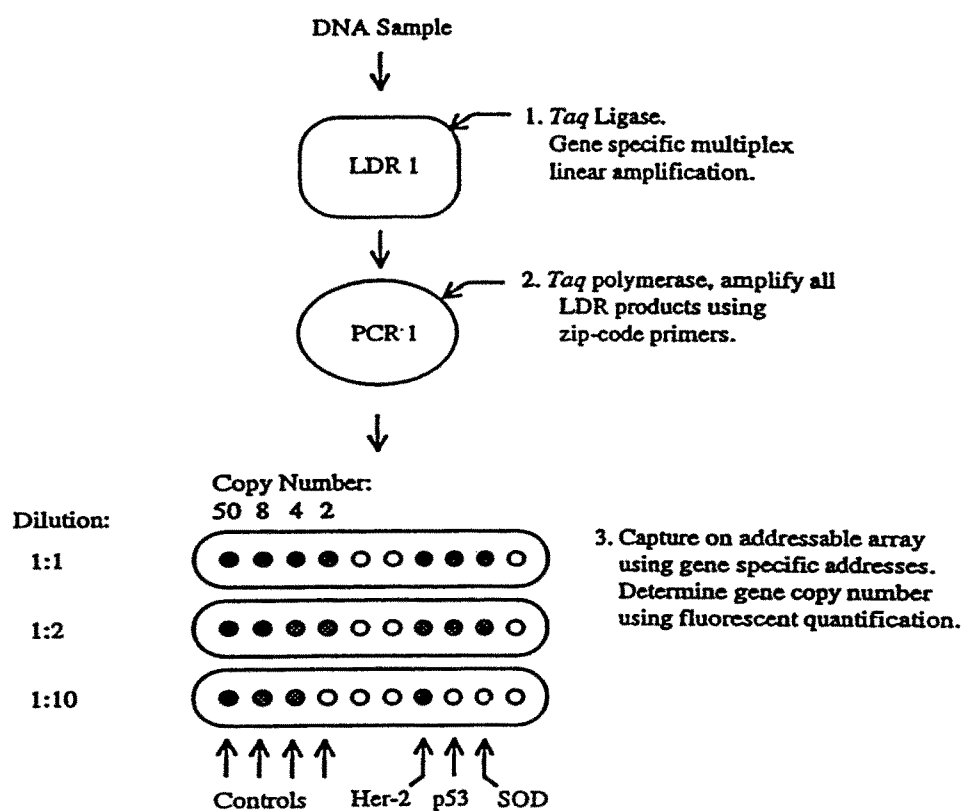 DNA Sample
LDR 1
1. Taq Ligase.
Gene specific multiplex
linear amplification.
PCR 1
2. Taq polymerase, amplify all
LDR products using
zip-code primers.
Copy Number:
50 8 4 2
Dilution:
1:1
1:2
1:10
3. Capture on addressable array
using gene specific addresses.
Determine gene copy number
using fluorescent quantification.
Controls Her-2 p53 SOD